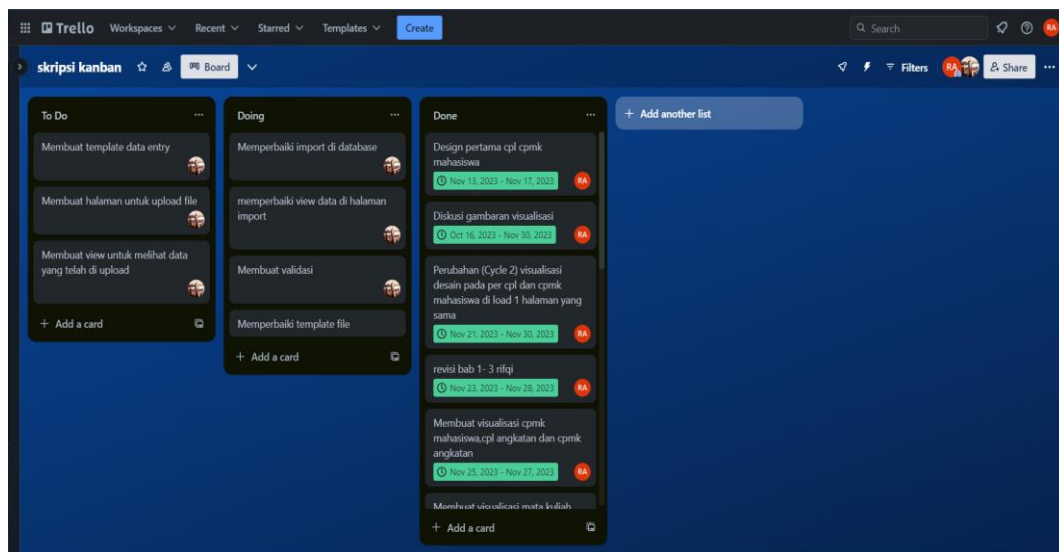 Trello Workspaces Recent Starred Templates Create Search RA
skripsi kanban Board Filters RA Share
To Do
Membuat template data entry
Membuat halaman untuk upload file
Membuat view untuk melihat data
yang telah di upload
+ Add a card
Doing
Memperbaiki import di database
memperbaiki view data di halaman
import
Membuat validasi
Memperbaiki template file
+ Add a card
Done
Design pertama cpl cpmk
mahasiswa
Nov 13, 2023 - Nov 17, 2023 RA
Diskusi gambaran visualisasi
Oct 16, 2023 - Nov 30, 2023 RA
Perubahan (Cycle 2) visualisasi
desain pada per cpl dan cpmk
mahasiswa di load 1 halaman yang
sama
Nov 21, 2023 - Nov 30, 2023 RA
revisi bab 1- 3 rifqi
Nov 23, 2023 - Nov 28, 2023 RA
Membuat visualisasi cpmk
mahasiswa,cpl angkatan dan cpmk
angkatan
Nov 25, 2023 - Nov 27, 2023 RA
Membuat visualisasi mata kuliah
+ Add a card
+ Add another list